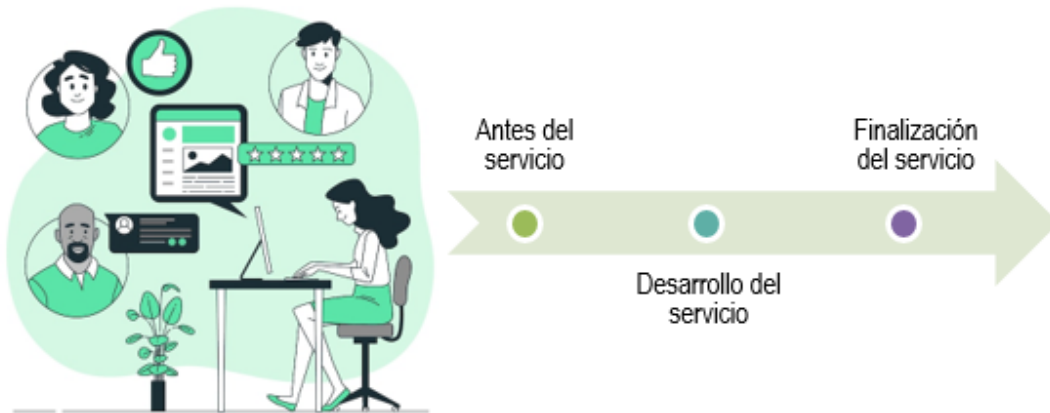 Antes del
servicio
Desarrollo del
servicio
Finalización
del servicio